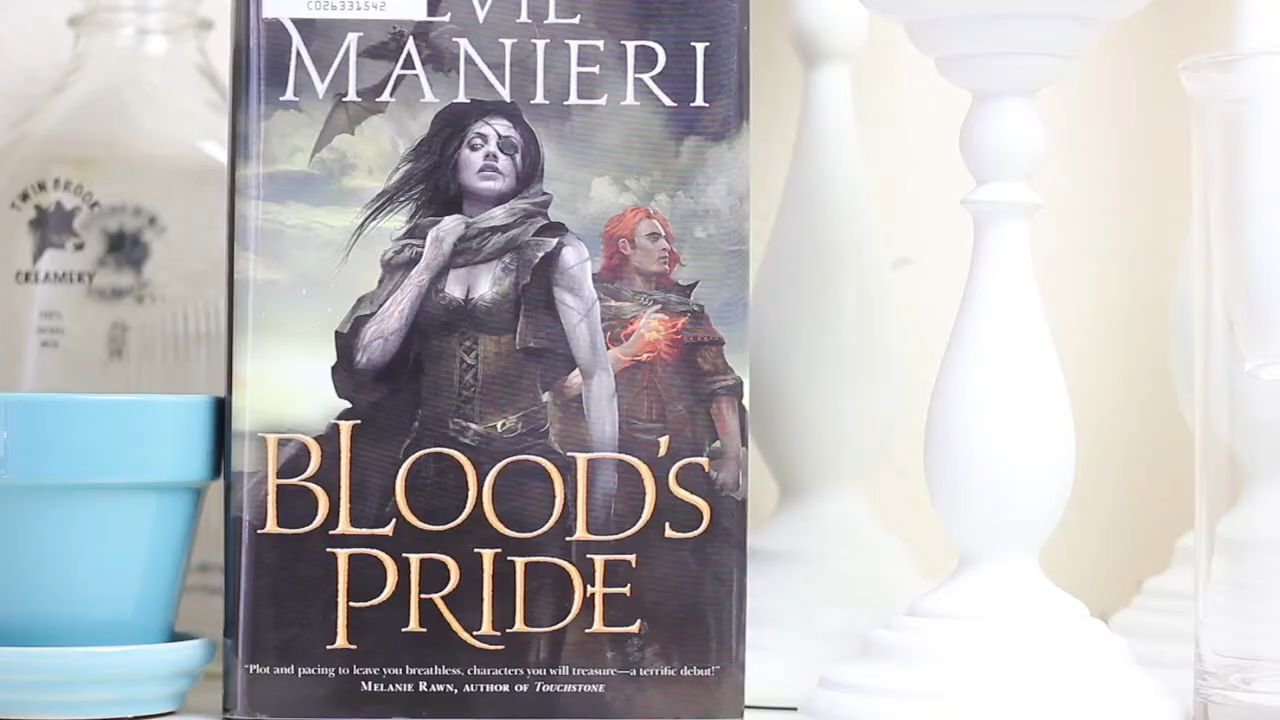 C026331542
EVIE
MANIERI
BLOOD'S
PRIDE
“Plot and pacing to leave you breathless, characters you will treasure—a terrific debut!”
MELANIE RAWN, AUTHOR OF TOUCHSTONE
TWIN BROOK
CREAMERY